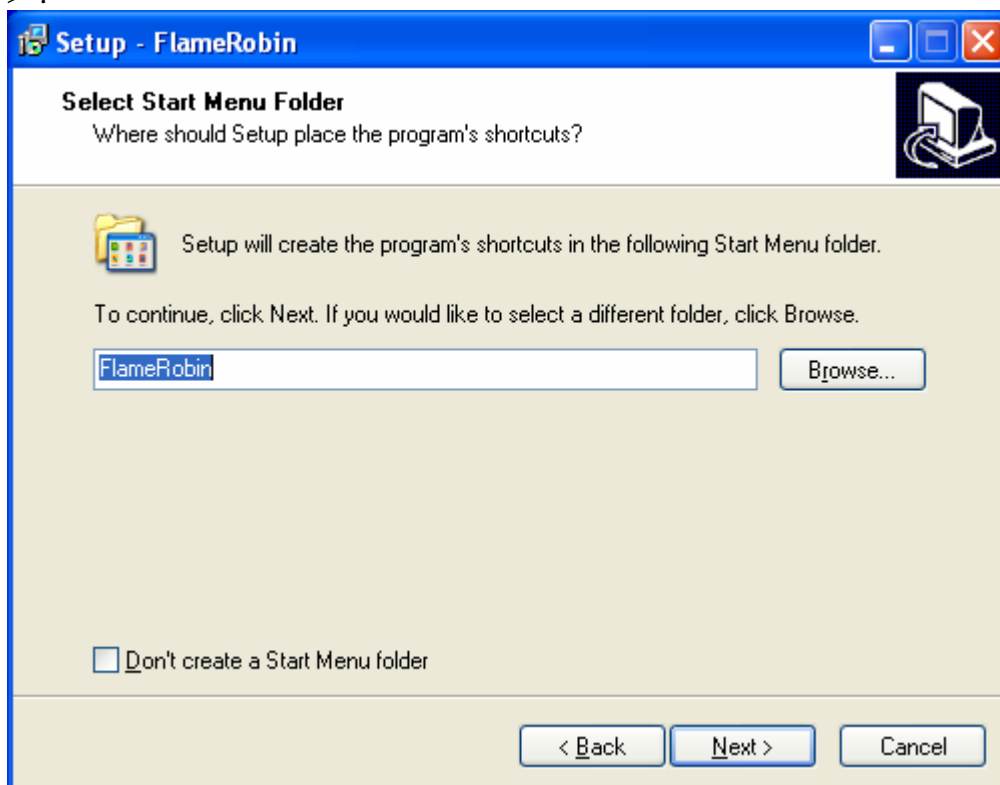 Setup - FlameRobin
Select Start Menu Folder
Where should Setup place the program's shortcuts?
Setup will create the program's shortcuts in the following Start Menu folder.
To continue, click Next. If you would like to select a different folder, click Browse.
FlameRobin
Browse...
Don't create a Start Menu folder
< Back
Next >
Cancel